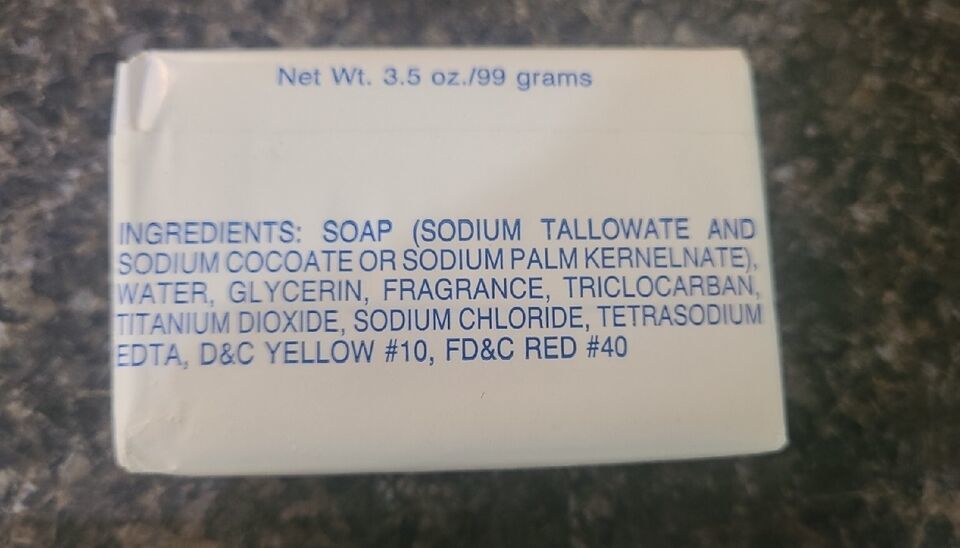 Net Wt. 3.5 oz./99 grams
INGREDIENTS: SOAP (SODIUM TALLOWATE AND
SODIUM COCOATE OR SODIUM PALM KERNELNATE),
WATER, GLYCERIN, FRAGRANCE, TRICLOCARBAN,
TITANIUM DIOXIDE, SODIUM CHLORIDE, TETRASODIUM
EDTA, D&C YELLOW #10, FD&C RED #40